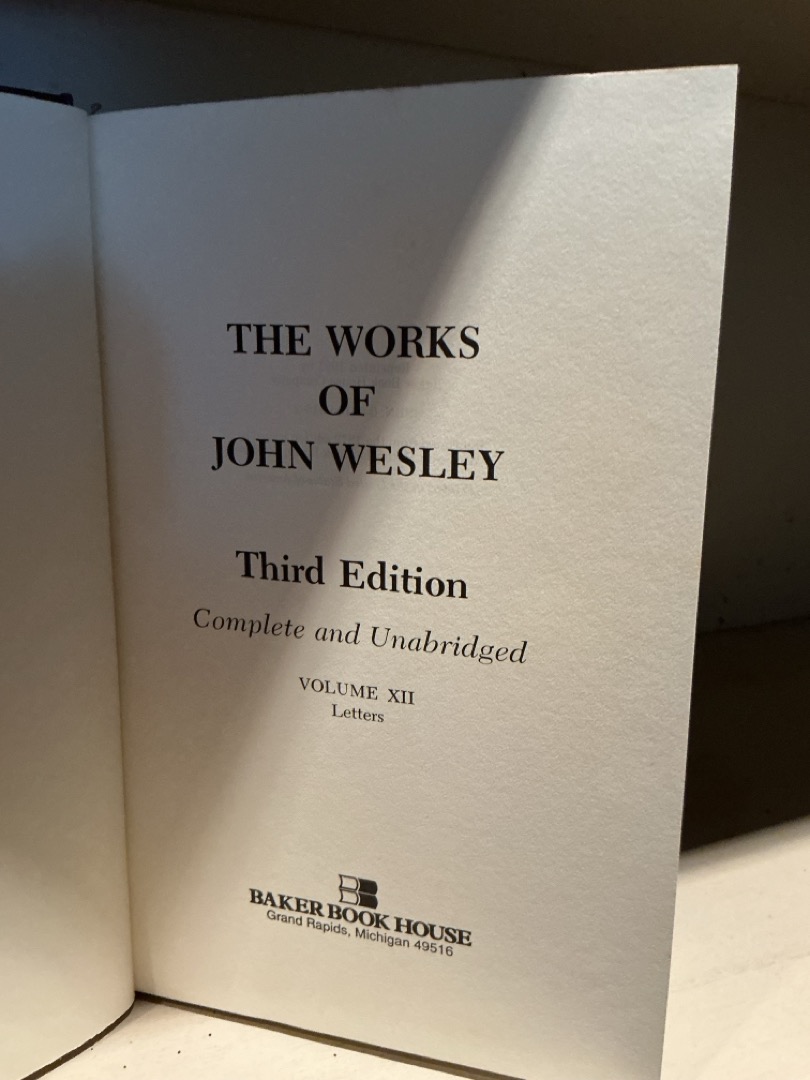 THE WORKS
OF
JOHN WESLEY
Third Edition
Complete and Unabridged
VOLUME XII
Letters
BAKER BOOK HOUSE
Grand Rapids, Michigan 49516